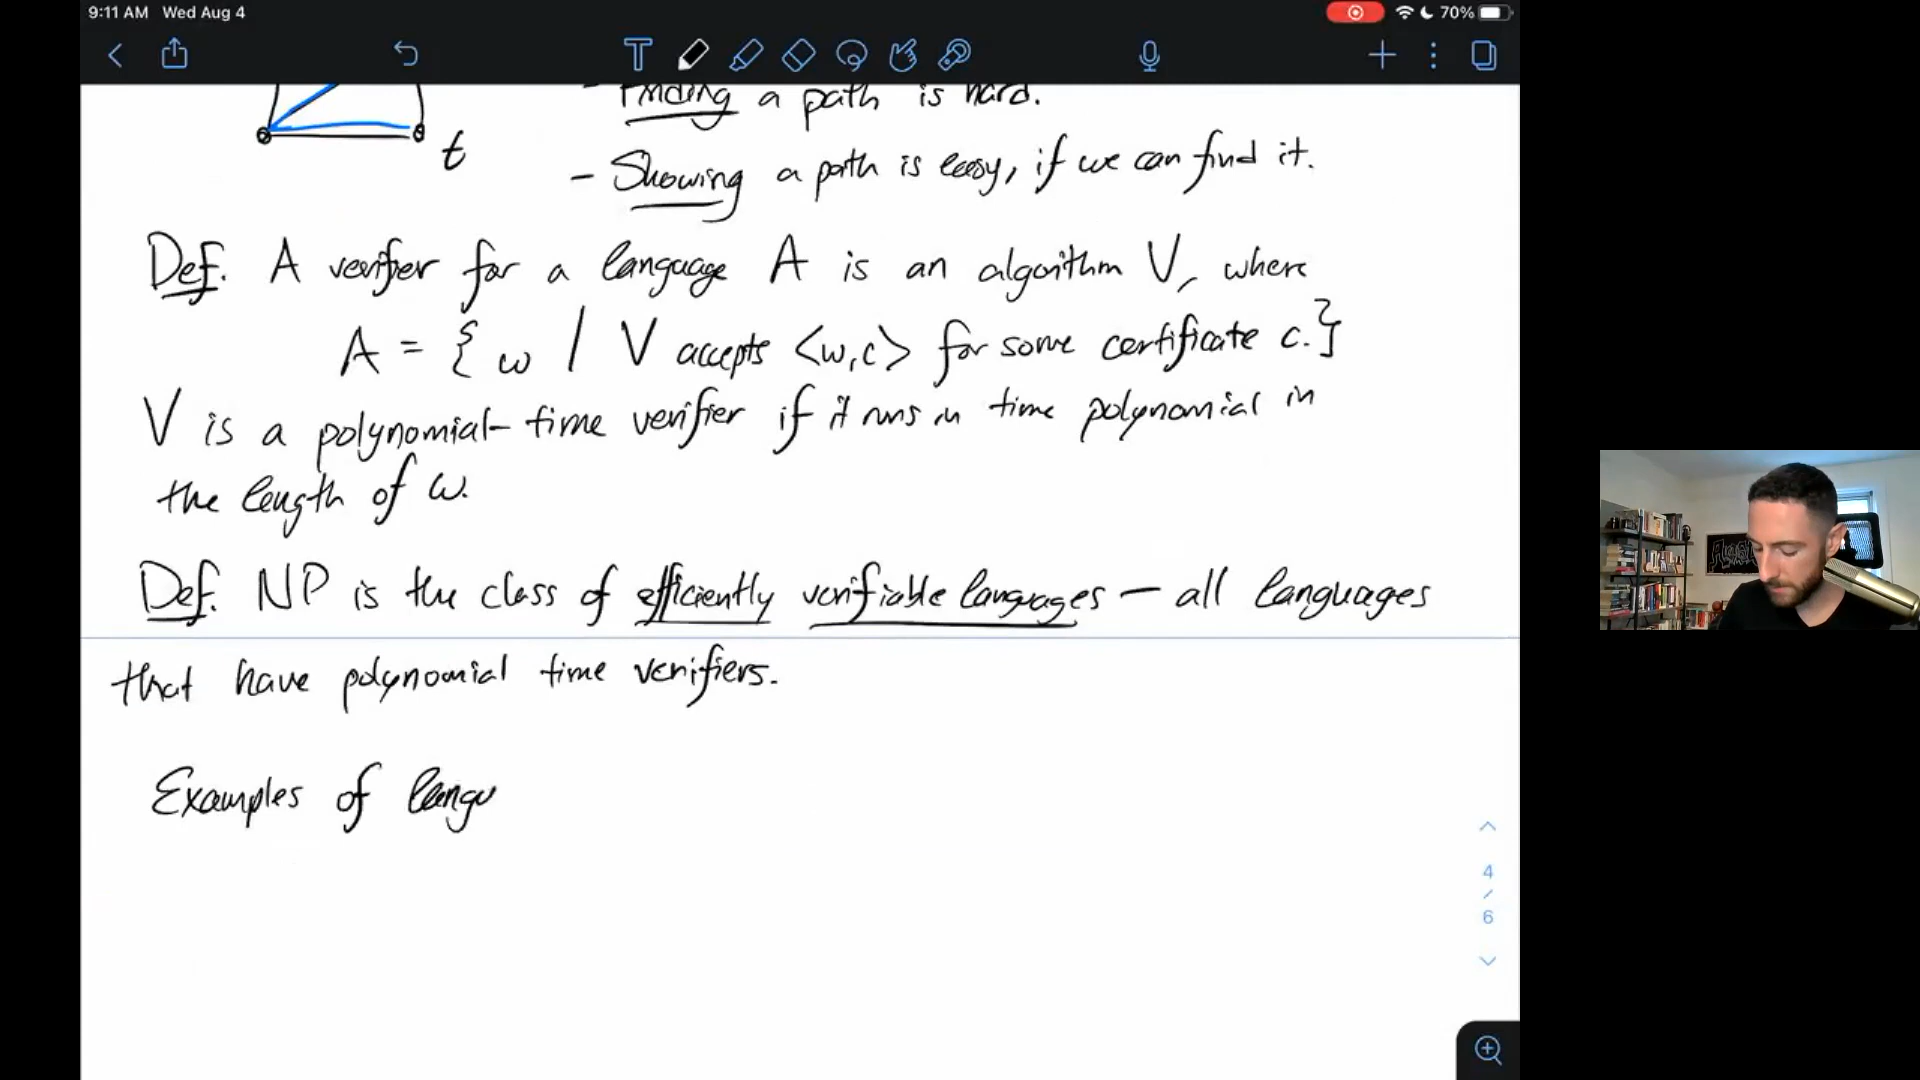 9:11 AM Wed Aug 4
70%
t
- Finding a path is hard.
- Showing a path is easy, if we can find it.
Def. A verifier for a language A is an algorithm V, where
A = { w / V accepts <w,c> for some certificate c.}
V is a polynomial-time verifier if it runs in time polynomial in
the length of w.
Def. NP is the class of efficiently verifiable languages — all languages
that have polynomial time verifiers.
Examples of langu
4
/
6